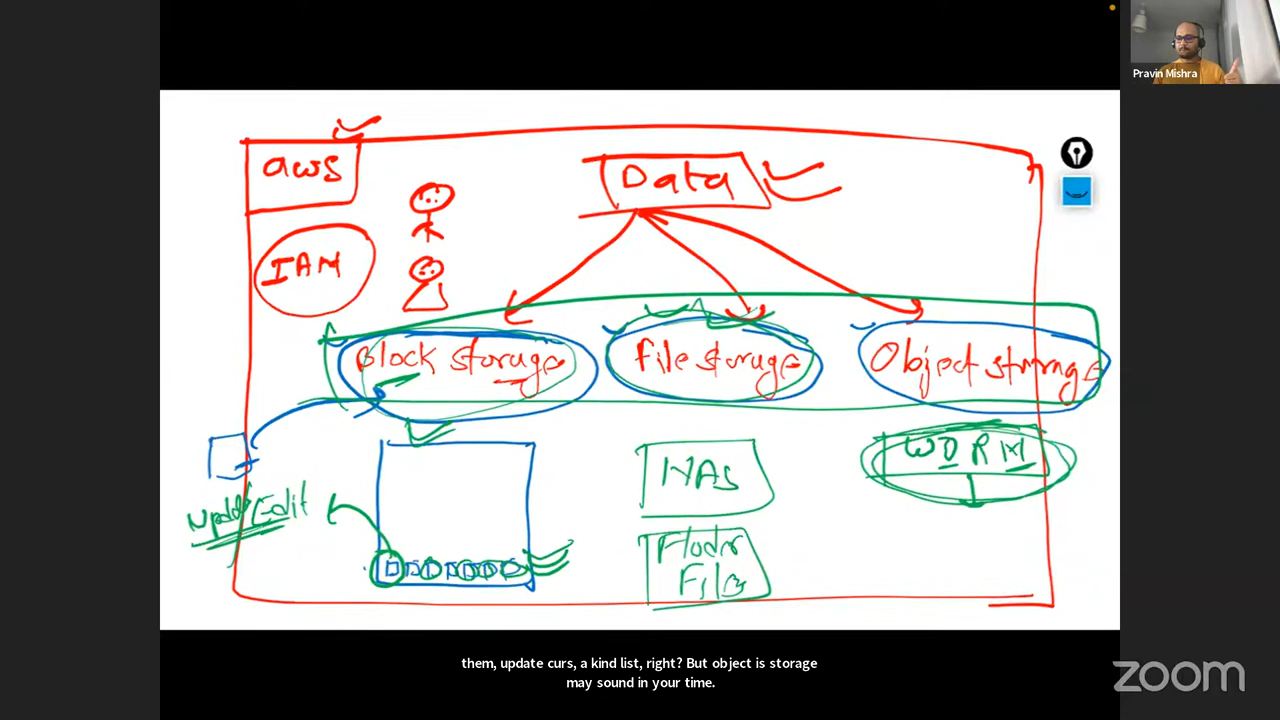 Pravin Mishra
aws
Data
IAM
Block storage
File storage
Object storage
WORM
NAS
Edit
File
them, update curs, a kind list, right? But object is storage
may sound in your time.
zoom